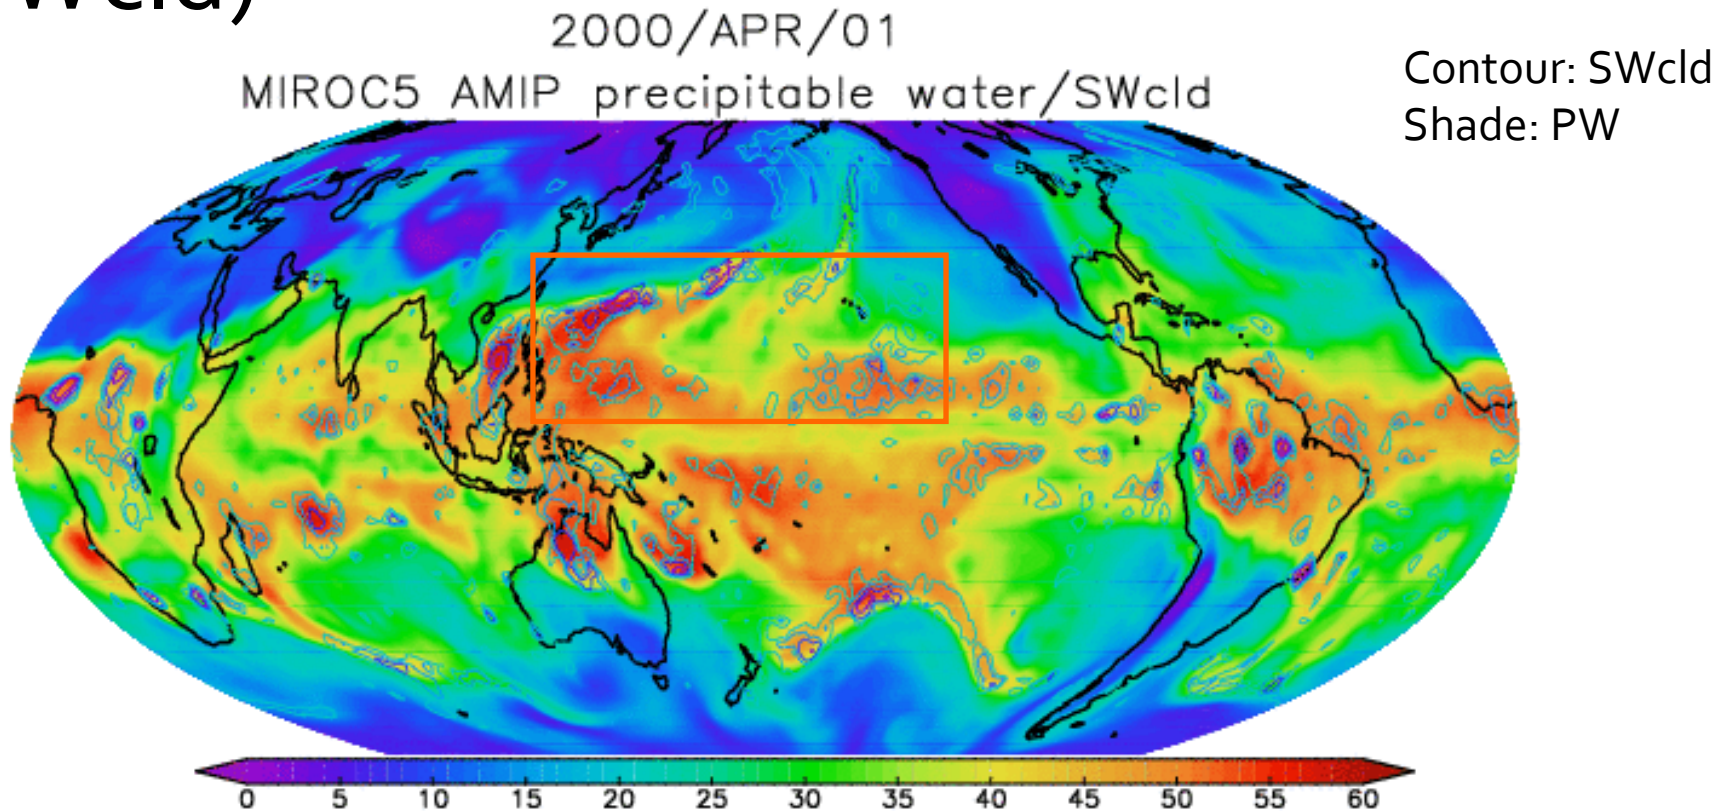 Wcld)
2000/APR/01
MIROC5 AMIP precipitable water/SWcld
Contour: SWcld
Shade: PW
0 5 10 15 20 25 30 35 40 45 50 55 60